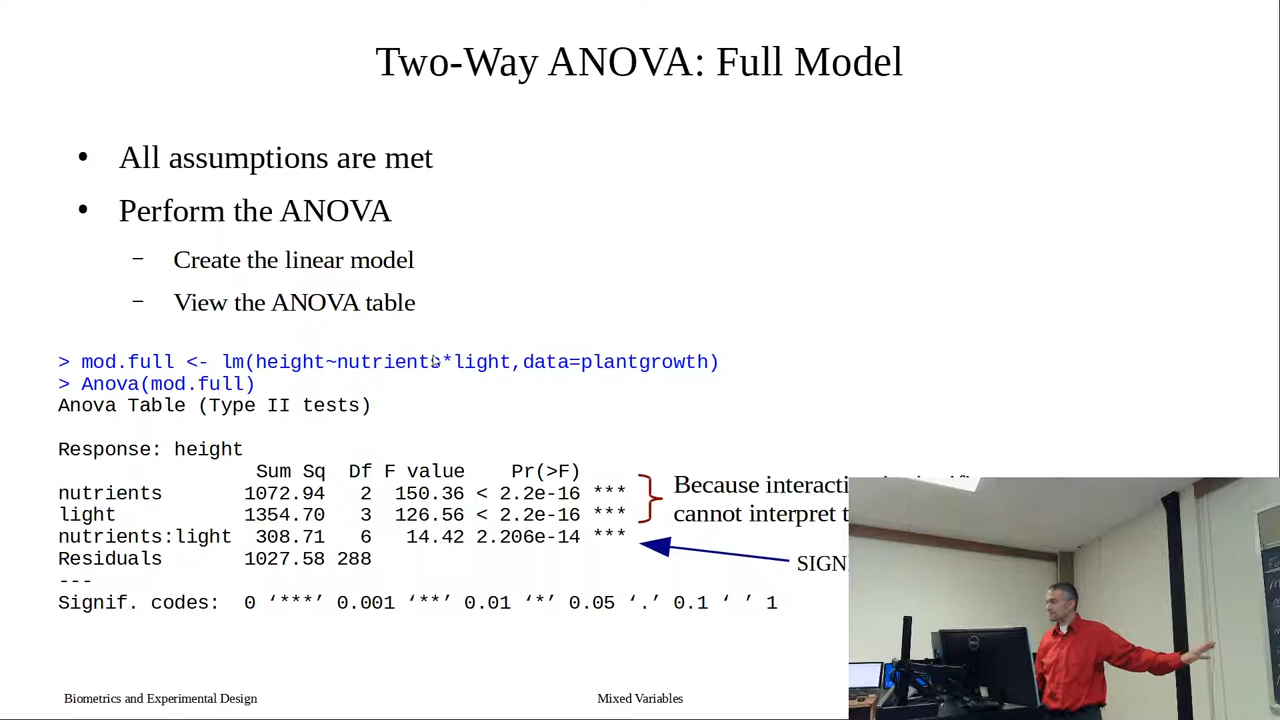 Two-Way ANOVA: Full Model
• All assumptions are met
• Perform the ANOVA
– Create the linear model
– View the ANOVA table
> mod.full <- lm(height~nutrients*light,data=plantgrowth)
> Anova(mod.full)
Anova Table (Type II tests)
Response: height
Sum Sq Df F value Pr(>F)
nutrients 1072.94 2 150.36 < 2.2e-16 ***
light 1354.70 3 126.56 < 2.2e-16 ***
nutrients:light 308.71 6 14.42 2.206e-14 ***
Residuals 1027.58 288
---
Signif. codes: 0 ‘***’ 0.001 ‘**’ 0.01 ‘*’ 0.05 ‘.’ 0.1 ‘ ’ 1
Because
cannot interpret
Biometrics and Experimental Design
Mixed Variables
DELL